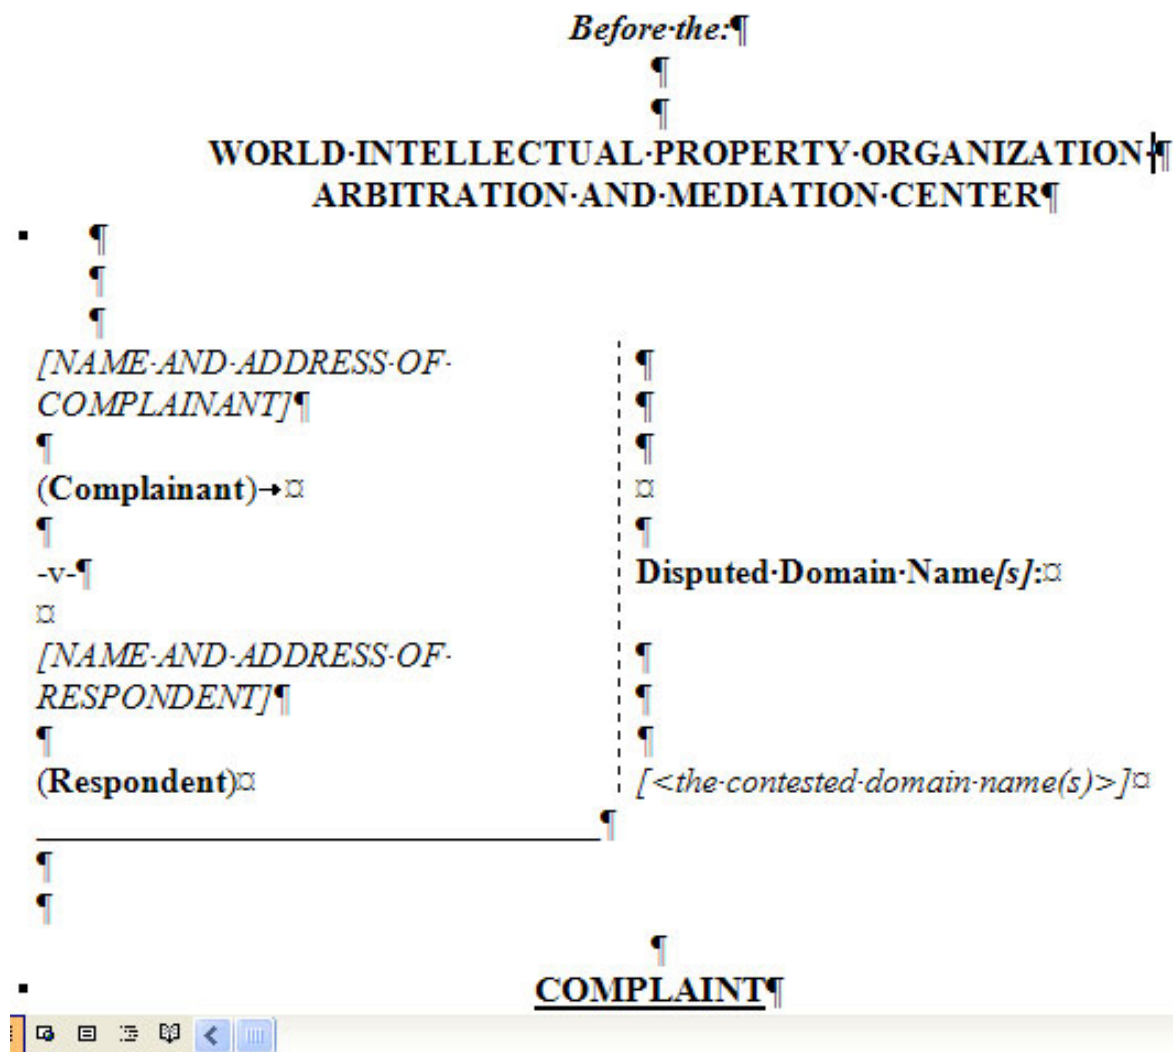 Before·the:¶
¶
¶
WORLD·INTELLECTUAL·PROPERTY·ORGANIZATION·¶
ARBITRATION·AND·MEDIATION·CENTER¶
¶
¶
¶
[NAME·AND·ADDRESS·OF·
COMPLAINANT]¶
¶
(Complainant)→¤
¶
-v-¶
¤
[NAME·AND·ADDRESS·OF·
RESPONDENT]¶
¶
(Respondent)¤
¶
¶
¶
¤
¶
Disputed·Domain·Name[s]:¤
¶
¶
¶
[<the·contested·domain·name(s)>]¤
¶
¶
¶
¶
COMPLAINT¶